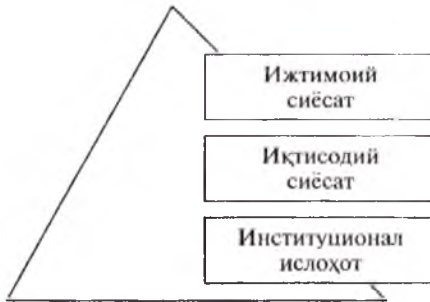 Ижтимоий
сиёсат
Иқтисодий
сиёсат
Институционал
ислоҳот